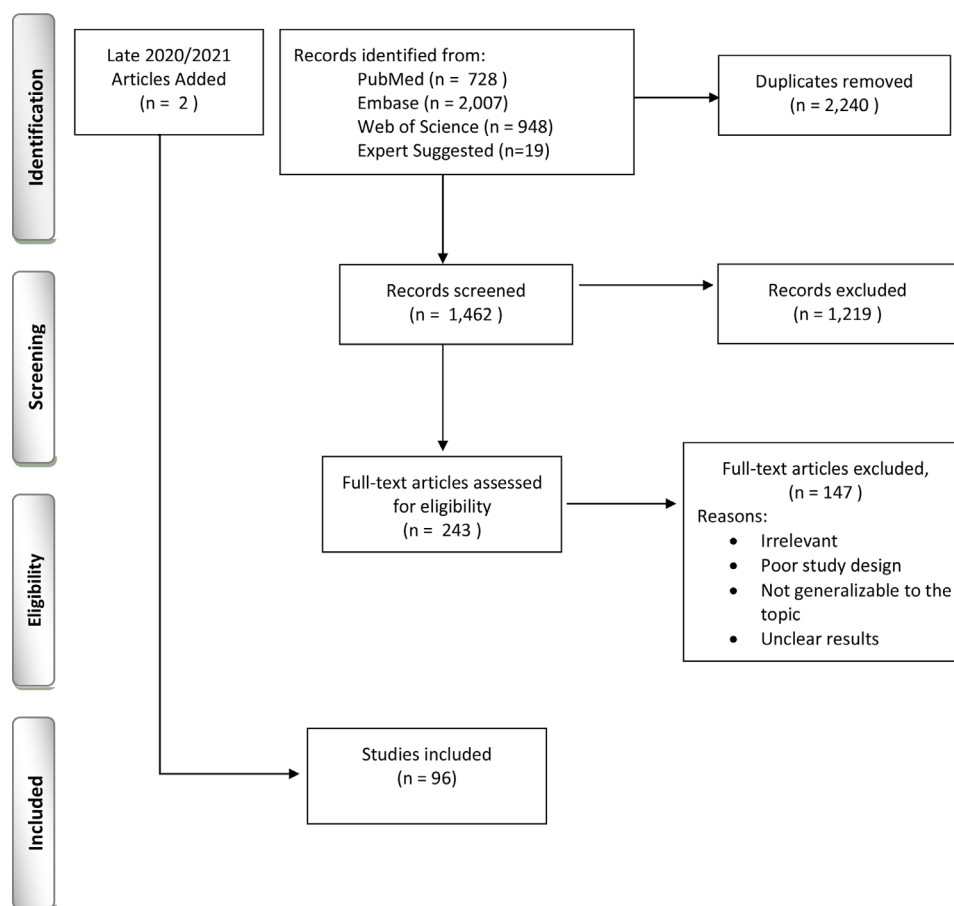 Identification
Late 2020/2021
Articles Added
(n = 2 )
Records identified from:
PubMed (n = 728 )
Embase (n = 2,007)
Web of Science (n = 948)
Expert Suggested (n=19)
Duplicates removed
(n = 2,240)
Screening
Records screened
(n = 1,462 )
Records excluded
(n = 1,219 )
Eligibility
Full-text articles assessed
for eligibility
(n = 243 )
Full-text articles excluded,
(n = 147 )
Reasons:
• Irrelevant
• Poor study design
• Not generalizable to the
topic
• Unclear results
Included
Studies included
(n = 96)